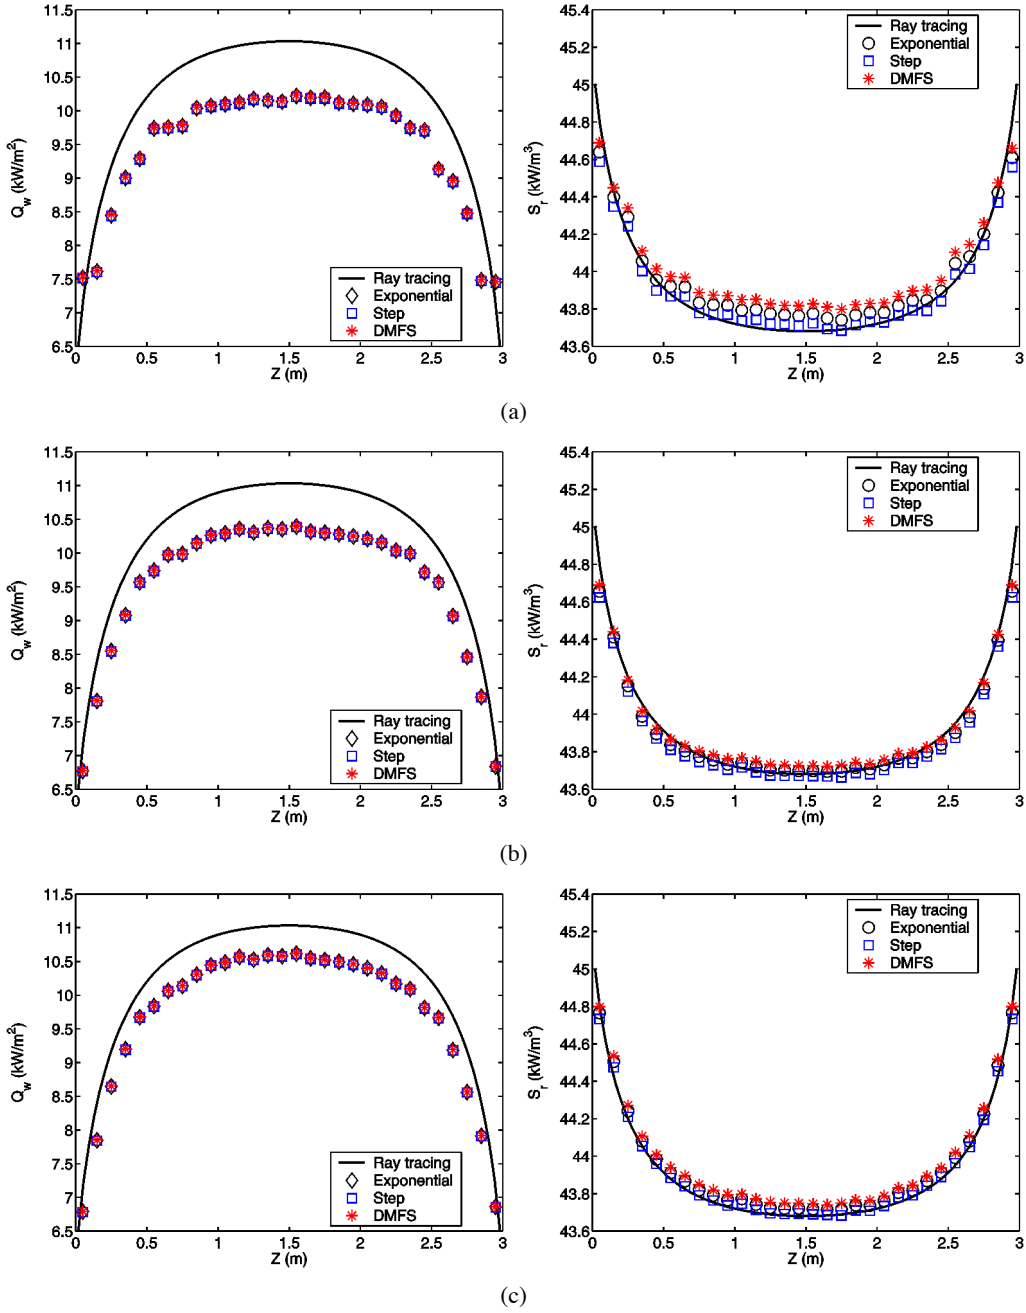 11.5
11
10.5
10
9.5
9
8.5
8
7.5
7
6.5
Q_w (kW/m²)
0 0.5 1 1.5 2 2.5 3
Z (m)
Ray tracing
Exponential
Step
DMFS
45.4
45.2
45
44.8
44.6
44.4
44.2
44
43.8
43.6
S_r (kW/m³)
0 0.5 1 1.5 2 2.5 3
Z (m)
Ray tracing
Exponential
Step
DMFS
(a)
11.5
11
10.5
10
9.5
9
8.5
8
7.5
7
6.5
Q_w (kW/m²)
0 0.5 1 1.5 2 2.5 3
Z (m)
Ray tracing
Exponential
Step
DMFS
45.4
45.2
45
44.8
44.6
44.4
44.2
44
43.8
43.6
S_r (kW/m³)
0 0.5 1 1.5 2 2.5 3
Z (m)
Ray tracing
Exponential
Step
DMFS
(b)
11.5
11
10.5
10
9.5
9
8.5
8
7.5
7
6.5
Q_w (kW/m²)
0 0.5 1 1.5 2 2.5 3
Z (m)
Ray tracing
Exponential
Step
DMFS
45.4
45.2
45
44.8
44.6
44.4
44.2
44
43.8
43.6
S_r (kW/m³)
0 0.5 1 1.5 2 2.5 3
Z (m)
Ray tracing
Exponential
Step
DMFS
(c)